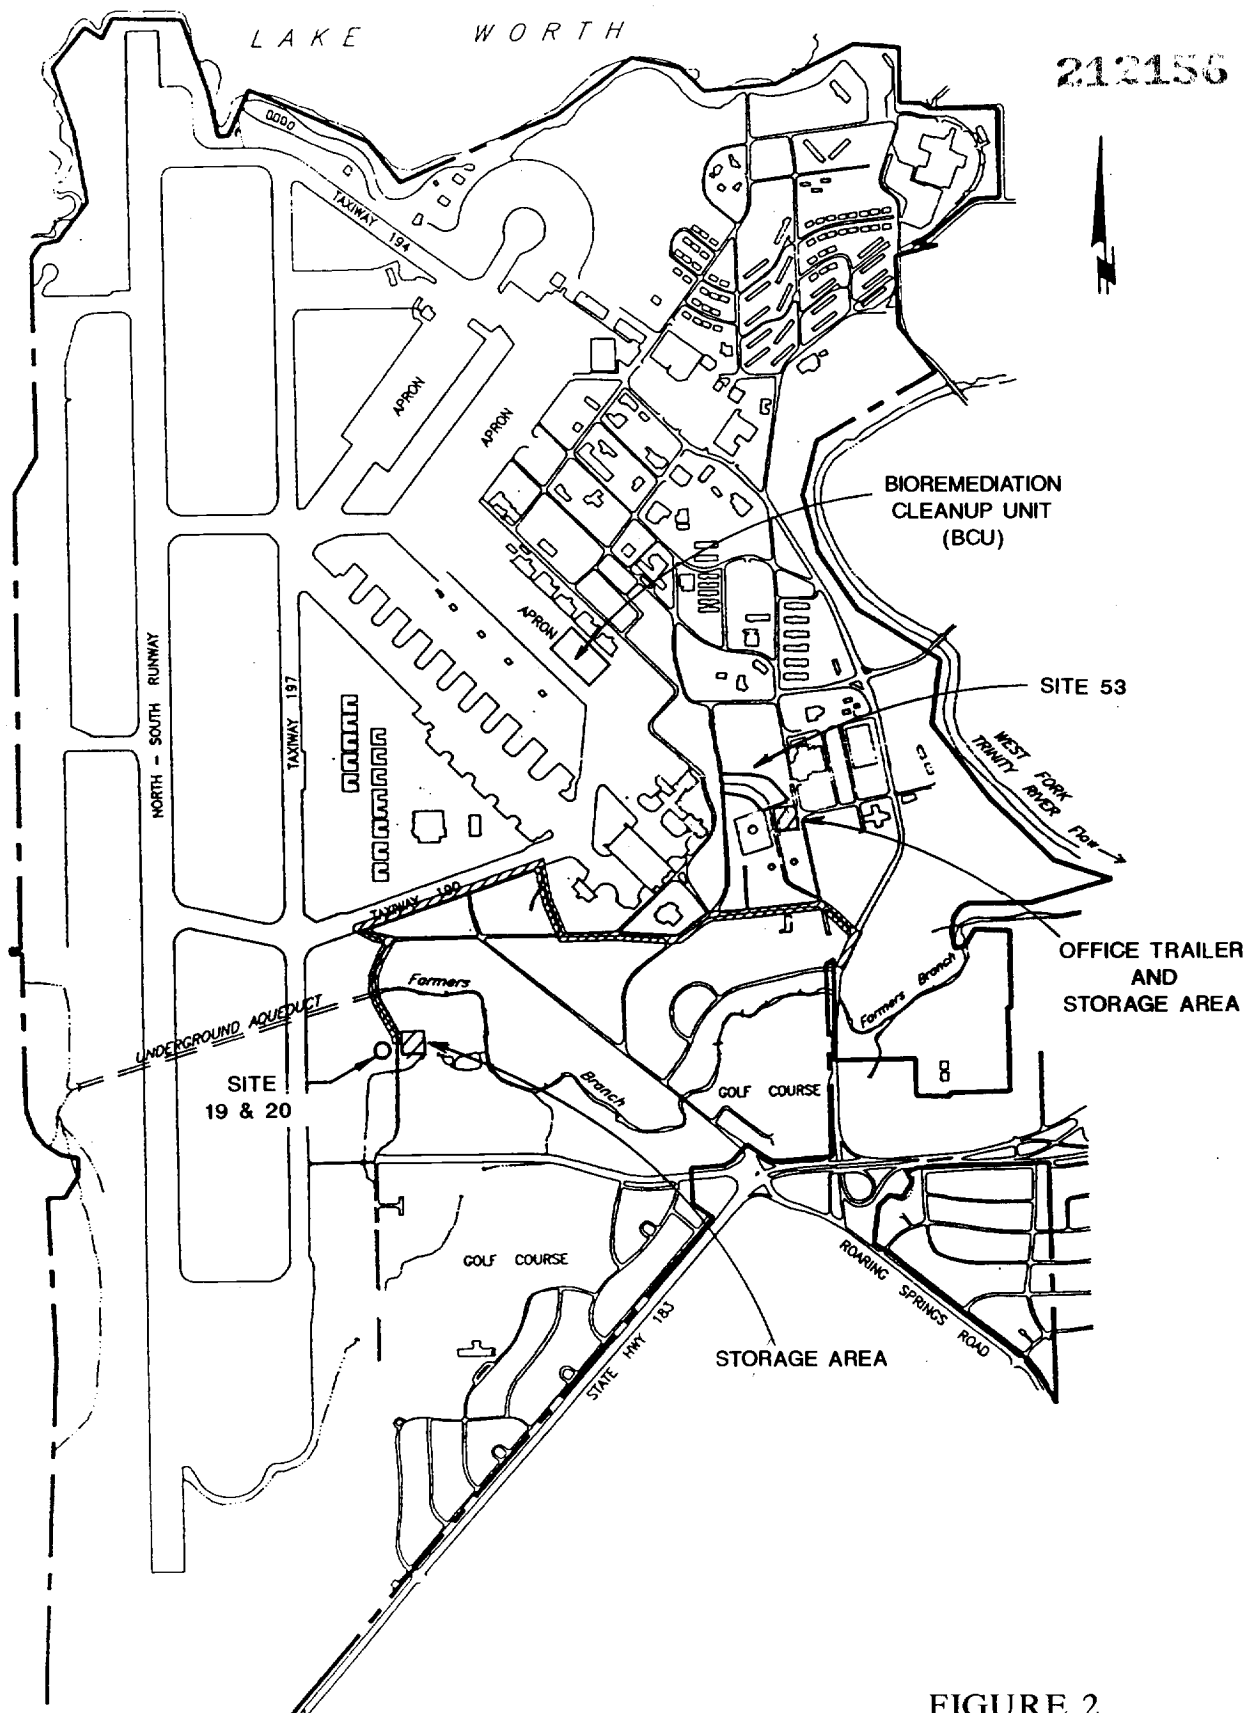 LAKE WORTH
212156
TAXIWAY 194
APRON
APRON
BIOREMEDIATION
CLEANUP UNIT
(BCU)
APRON
NORTH – SOUTH RUNWAY
TAXIWAY 197
SITE 53
WEST FORK
TRINITY
RIVER Flow
TAXIWAY 190
OFFICE TRAILER
AND
STORAGE AREA
Farmers
Farmers Branch
UNDERGROUND AQUEDUCT
SITE
19 & 20
Branch
GOLF COURSE
GOLF COURSE
ROARING SPRINGS ROAD
STATE HWY 183
STORAGE AREA
FIGURE 2